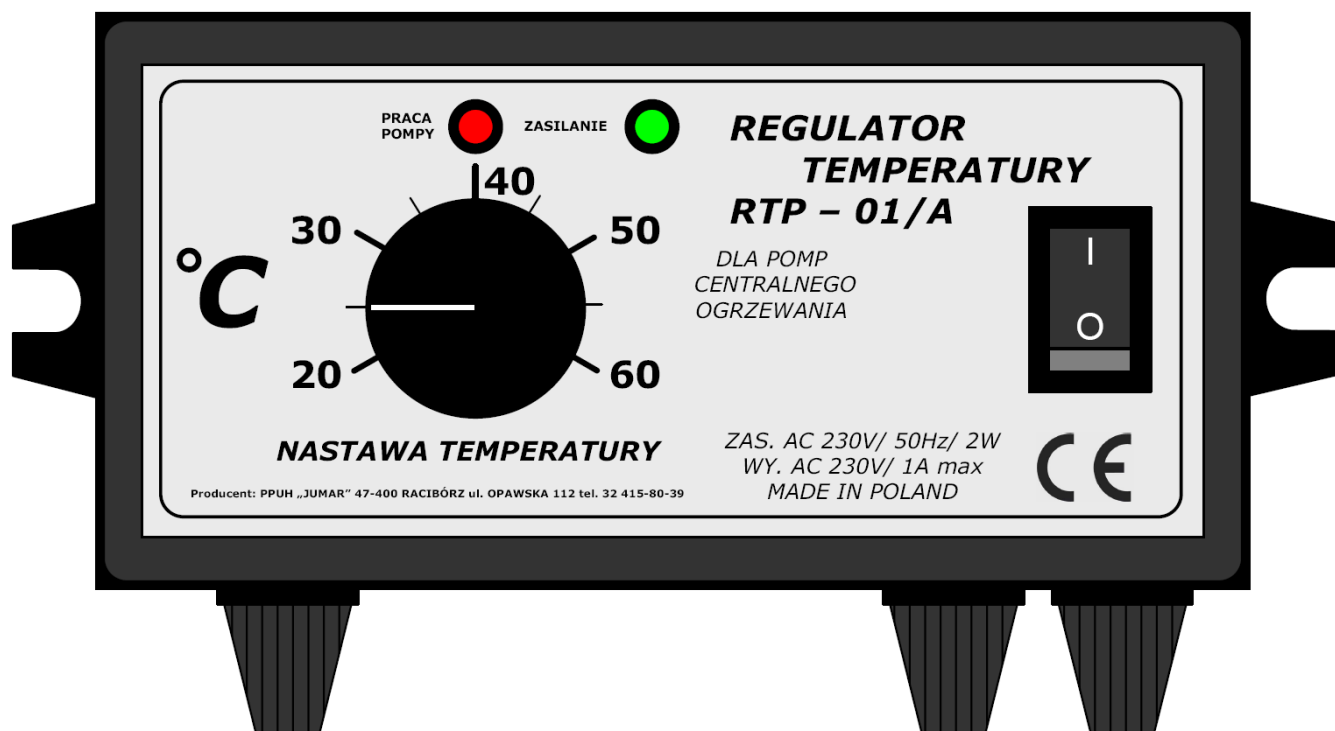 PRACA
POMPY
ZASILANIE
REGULATOR
TEMPERATURY
RTP – 01/A
DLA POMP
CENTRALNEGO
OGRZEWANIA
I
O
°C
20
30
40
50
60
NASTAWA TEMPERATURY
Producent: PPUH „JUMAR” 47-400 RACIBÓRZ ul. OPAWSKA 112 tel. 32 415-80-39
ZAS. AC 230V/ 50Hz/ 2W
WY. AC 230V/ 1A max
MADE IN POLAND
CE